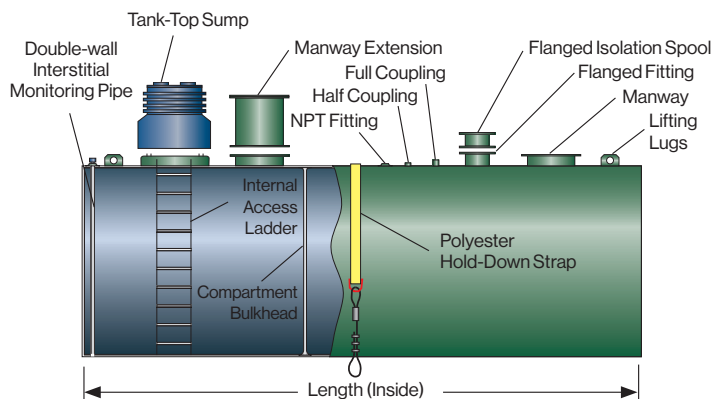 Tank-Top Sump
Double-wall
Interstitial
Monitoring Pipe
Manway Extension
Full Coupling
Half Coupling
NPT Fitting
Flanged Isolation Spool
Flanged Fitting
Manway
Lifting
Lugs
Internal
Access
Ladder
Compartment
Bulkhead
Polyester
Hold-Down Strap
Length (Inside)